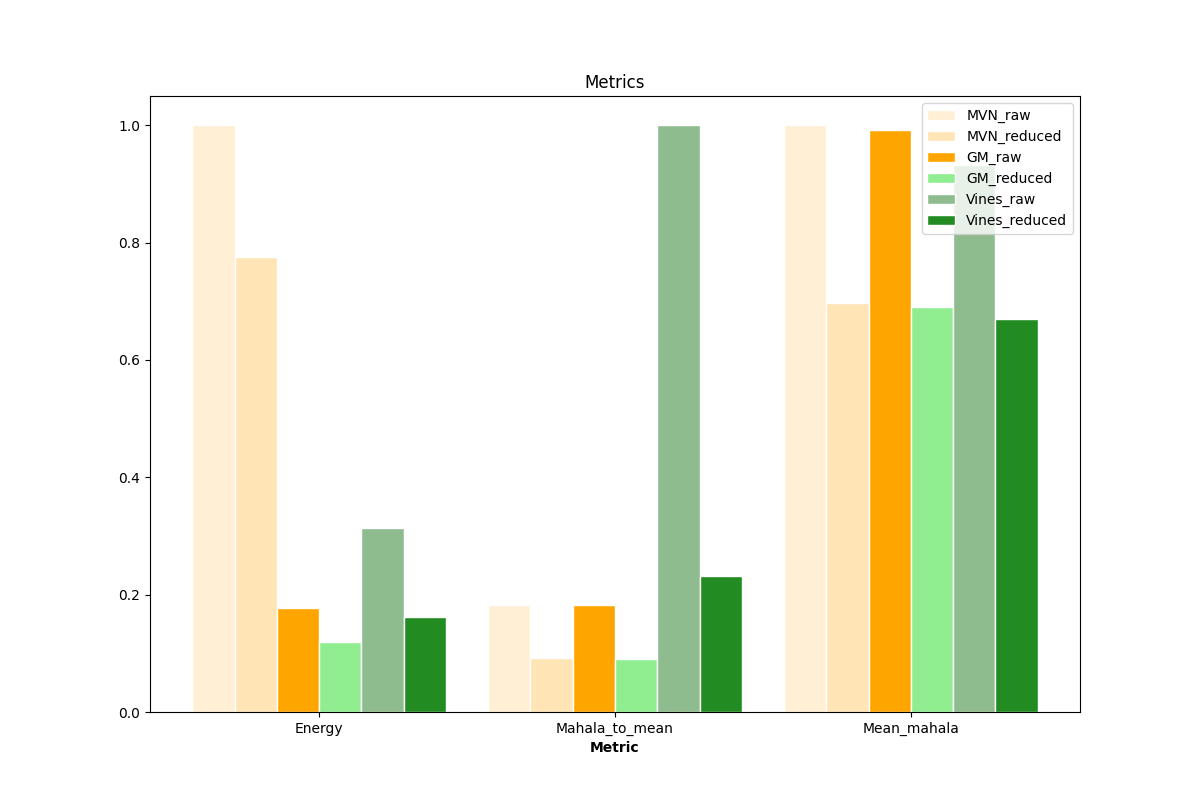 Metrics
1.0
0.8
0.6
0.4
0.2
0.0
MVN_raw
MVN_reduced
GM_raw
GM_reduced
Vines_raw
Vines_reduced
Energy
Mahala_to_mean
Mean_mahala
Metric